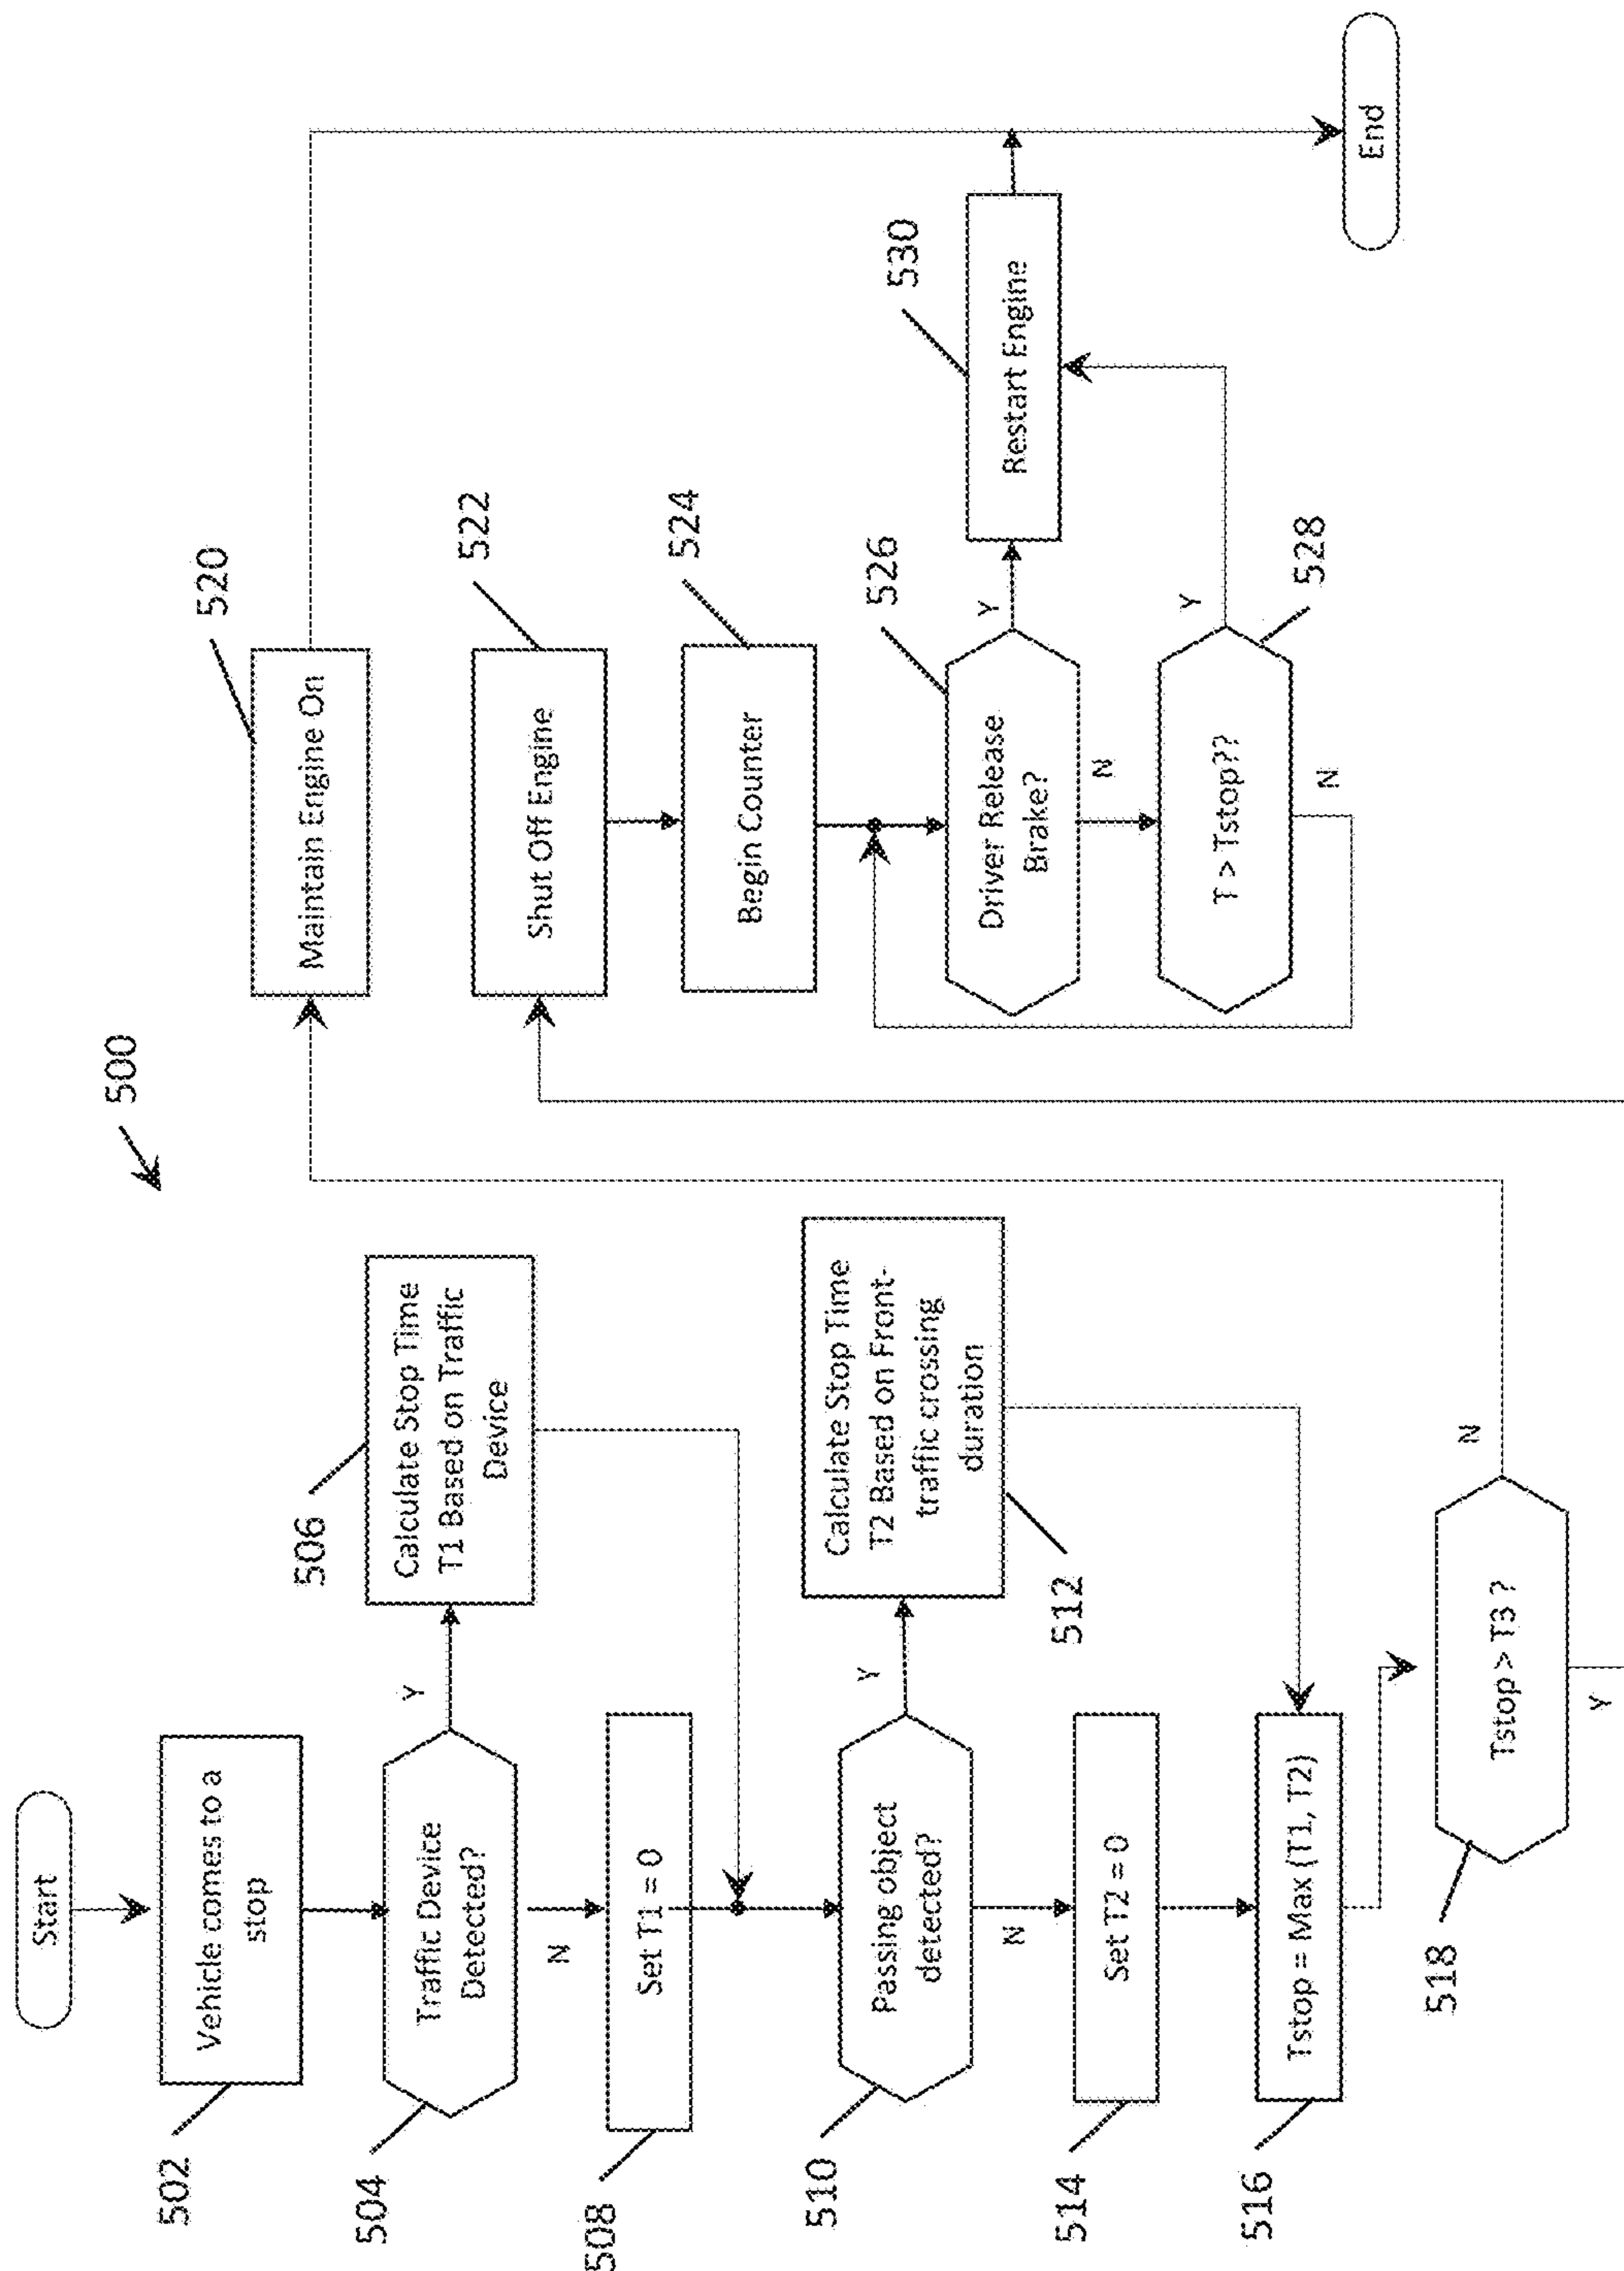 500
Start
502
Vehicle comes to a
stop
504
Traffic Device
Detected?
Y
N
506
Calculate Stop Time
T1 Based on Traffic
Device
508
Set T1 = 0
510
Passing object
detected?
Y
N
512
Calculate Stop Time
T2 Based on Front-
traffic crossing
duration
514
Set T2 = 0
516
Tstop = Max (T1, T2)
518
Tstop > T3 ?
N
Y
520
Maintain Engine On
522
Shut Off Engine
524
Begin Counter
526
Driver Release
Brake?
Y
N
528
T > Tstop??
Y
N
530
Restart Engine
End